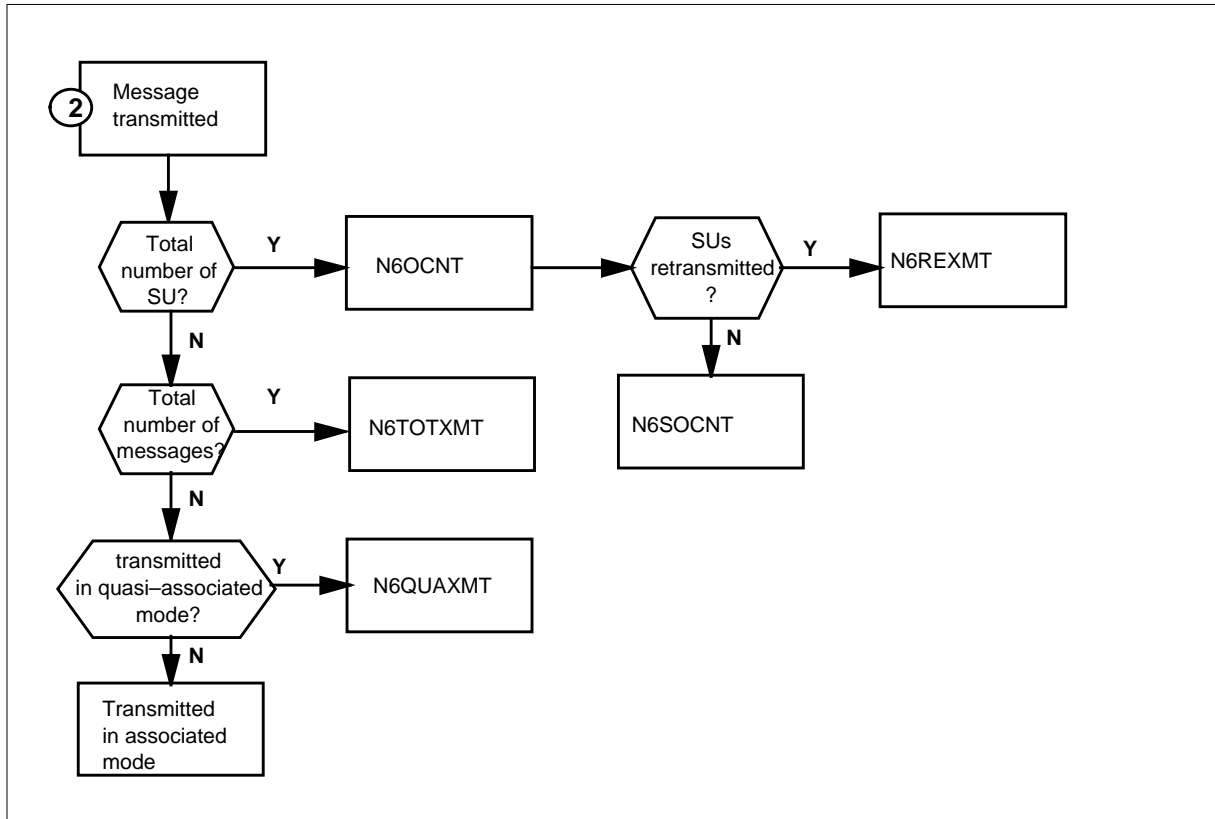 2
Message
transmitted
Total
number of
SU?
Y
N6OCNT
SUs
retransmitted
?
Y
N6REXMT
N
N6SOCNT
N
Total
number of
messages?
Y
N6TOTXMT
N
transmitted
in quasi–associated
mode?
Y
N6QUAXMT
N
Transmitted
in associated
mode